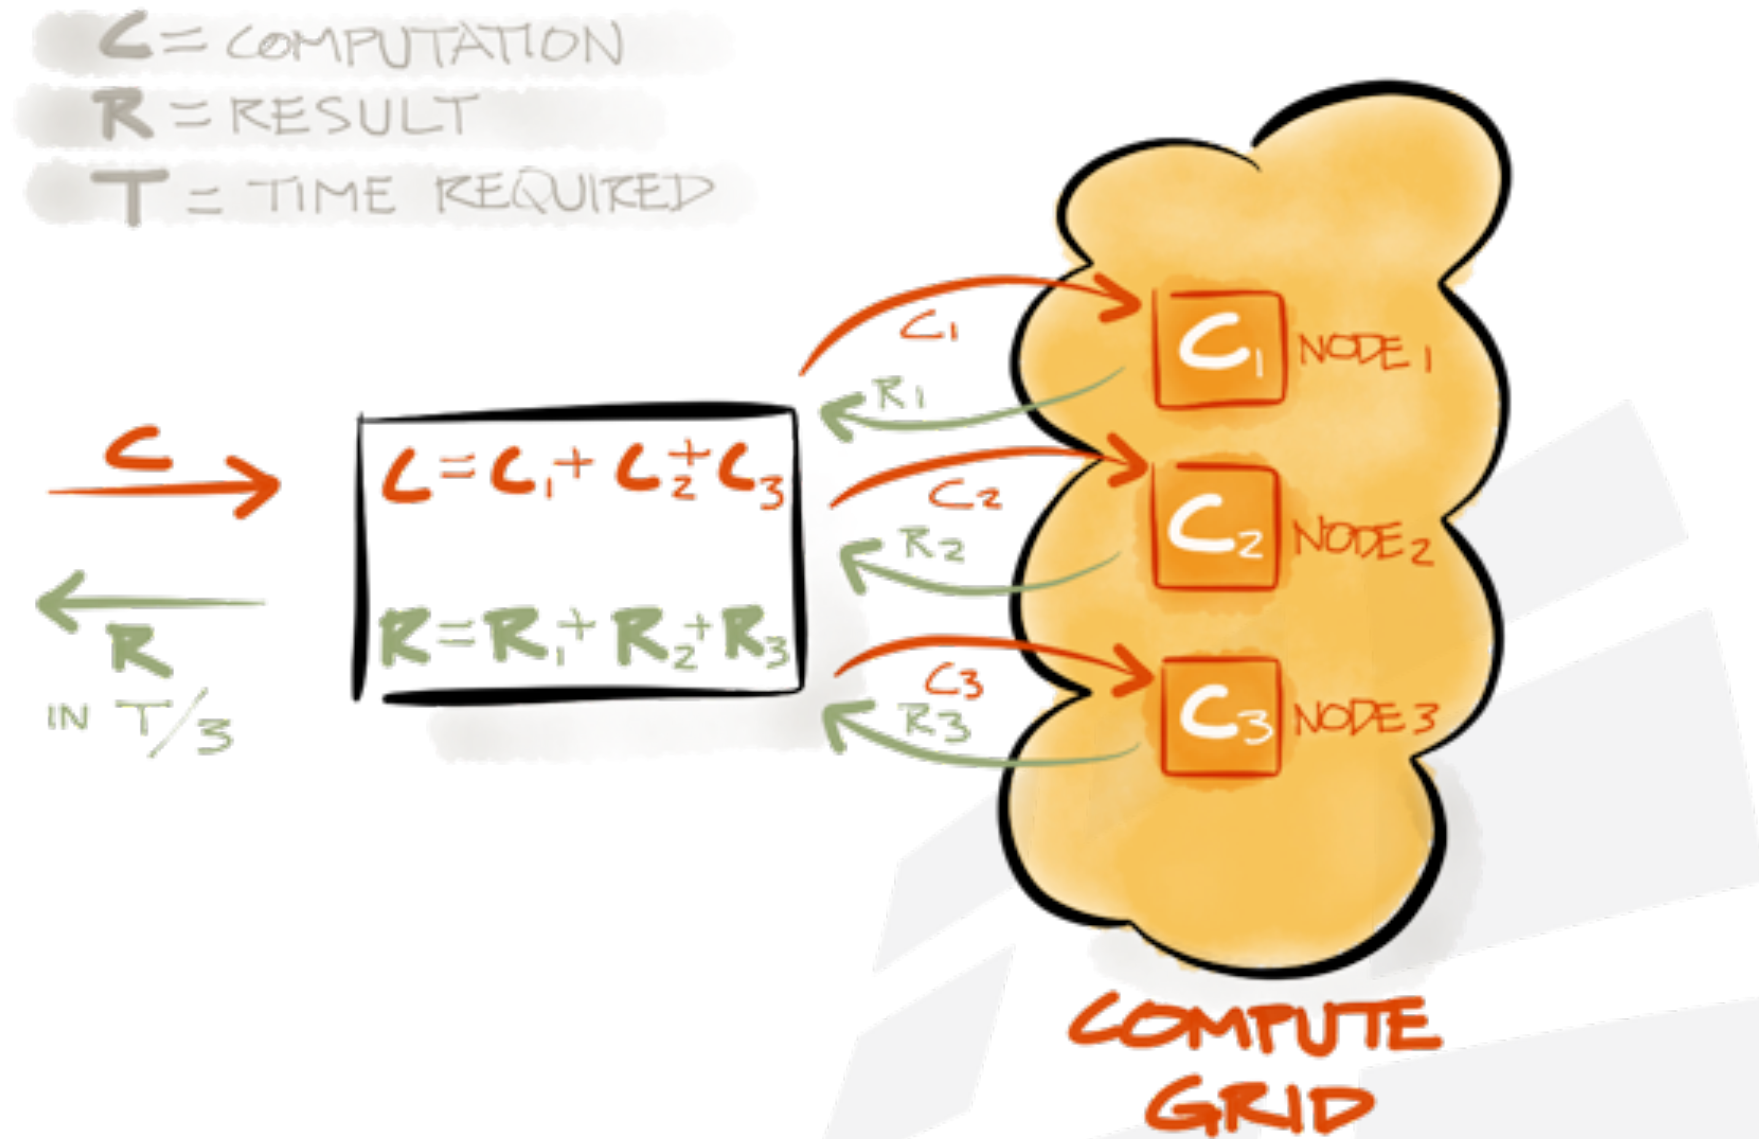 C = COMPUTATION
R = RESULT
T = TIME REQUIRED
C
R
IN T/3
C = C1 + C2 + C3
R = R1 + R2 + R3
C1
R1
C2
R2
C3
R3
C1 NODE 1
C2 NODE 2
C3 NODE 3
COMPUTE
GRID